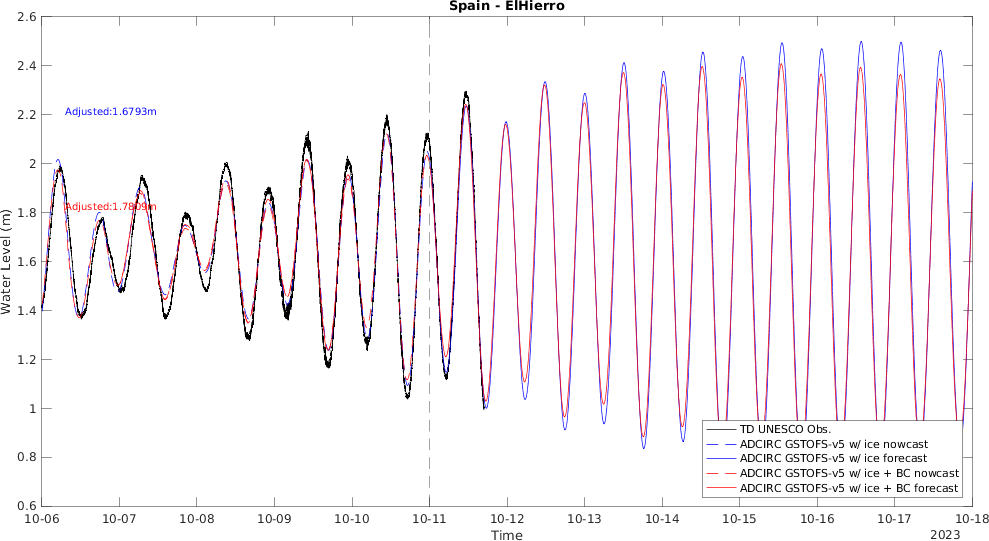 Spain - ElHierro
2.6
2.4
2.2
2
1.8
1.6
1.4
1.2
1
0.8
0.6
Water Level (m)
Adjusted:1.6793m
Adjusted:1.7809m
TD UNESCO Obs.
ADCIRC GSTOFS-v5 w/ ice nowcast
ADCIRC GSTOFS-v5 w/ ice forecast
ADCIRC GSTOFS-v5 w/ ice + BC nowcast
ADCIRC GSTOFS-v5 w/ ice + BC forecast
10-06 10-07 10-08 10-09 10-10 10-11 10-12 10-13 10-14 10-15 10-16 10-17 10-18
Time
2023